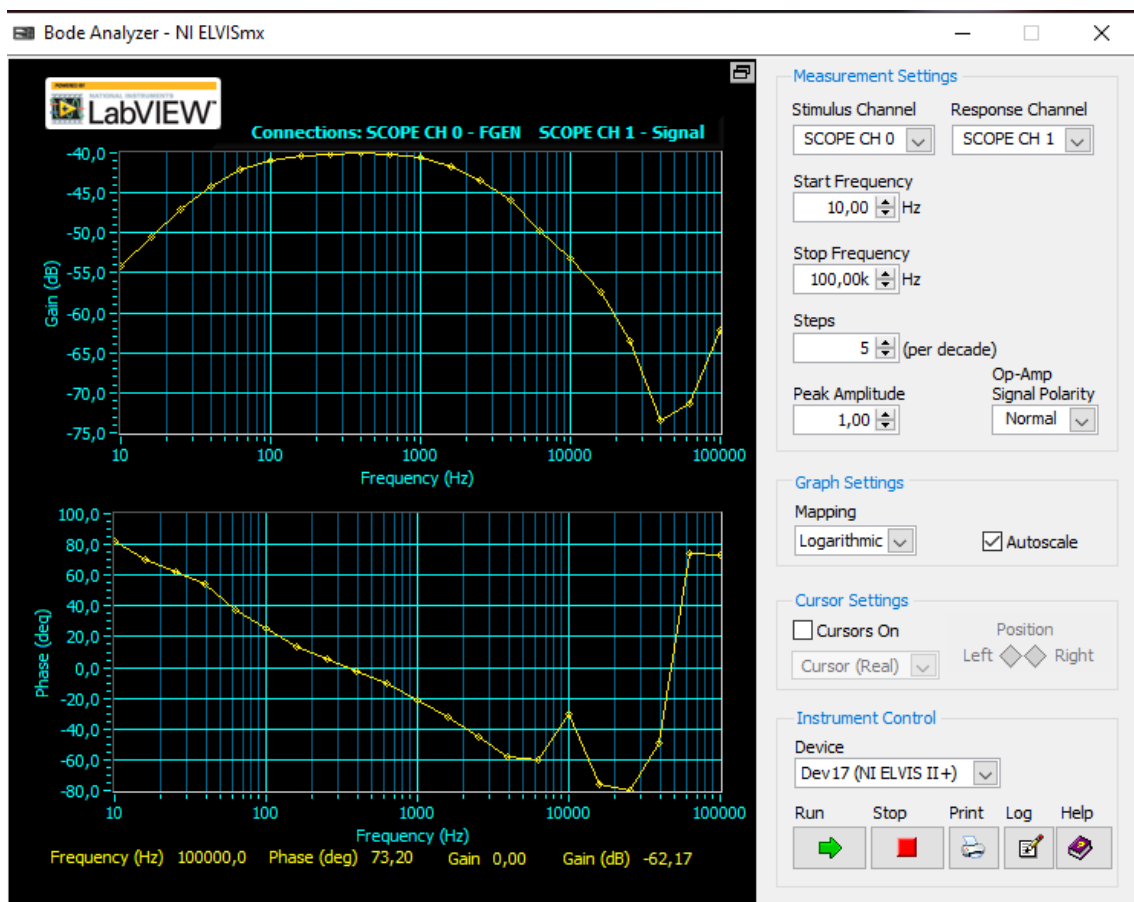 Bode Analyzer - NI ELVISmx
POWERED BY
NATIONAL INSTRUMENTS
LabVIEW™
Connections: SCOPE CH 0 - FGEN SCOPE CH 1 - Signal
-40,0
-45,0
-50,0
-55,0
-60,0
-65,0
-70,0
-75,0
Gain (dB)
10 100 1000 10000 100000
Frequency (Hz)
100,0
80,0
60,0
40,0
20,0
0,0
-20,0
-40,0
-60,0
-80,0
Phase (deg)
10 100 1000 10000 100000
Frequency (Hz)
Frequency (Hz) 100000,0 Phase (deg) 73,20 Gain 0,00 Gain (dB) -62,17
Measurement Settings
Stimulus Channel Response Channel
SCOPE CH 0 SCOPE CH 1
Start Frequency
10,00 Hz
Stop Frequency
100,00k Hz
Steps
5 (per decade)
Peak Amplitude
1,00
Op-Amp
Signal Polarity
Normal
Graph Settings
Mapping
Logarithmic Autoscale
Cursor Settings
Cursors On Position
Cursor (Real) Left Right
Instrument Control
Device
Dev17 (NI ELVIS II+)
Run Stop Print Log Help